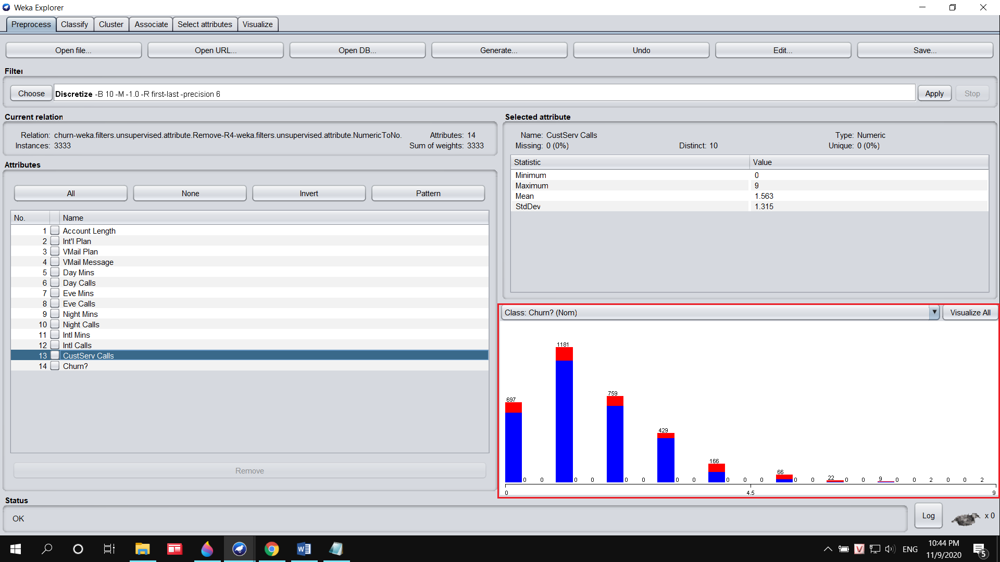 Weka Explorer
Preprocess Classify Cluster Associate Select attributes Visualize
Open file... Open URL... Open DB... Generate... Undo Edit... Save...
Filter
Choose Discretize -B 10 -M -1.0 -R first-last -precision 6 Apply Stop
Current relation
Relation: churn-weka.filters.unsupervised.attribute.Remove-R4-weka.filters.unsupervised.attribute.NumericToNo. Attributes: 14
Instances: 3333 Sum of weights: 3333
Attributes
All None Invert Pattern
No. Name
1 Account Length
2 Int'l Plan
3 VMail Plan
4 VMail Message
5 Day Mins
6 Day Calls
7 Eve Mins
8 Eve Calls
9 Night Mins
10 Night Calls
11 Intl Mins
12 Intl Calls
13 CustServ Calls
14 Churn?
Remove
Selected attribute
Name: CustServ Calls Type: Numeric
Missing: 0 (0%) Distinct: 10 Unique: 0 (0%)
Statistic Value
Minimum 0
Maximum 9
Mean 1.563
StdDev 1.315
Class: Churn? (Nom) Visualize All
1181
759
697
429
166
66
22
9
0 0 0 0 0 0 0 0 0 0 0 0 0 0 0 0 2 0 0 2
0 4.5 9
Status
OK
Log x 0
ENG
10:44 PM
11/9/2020
5